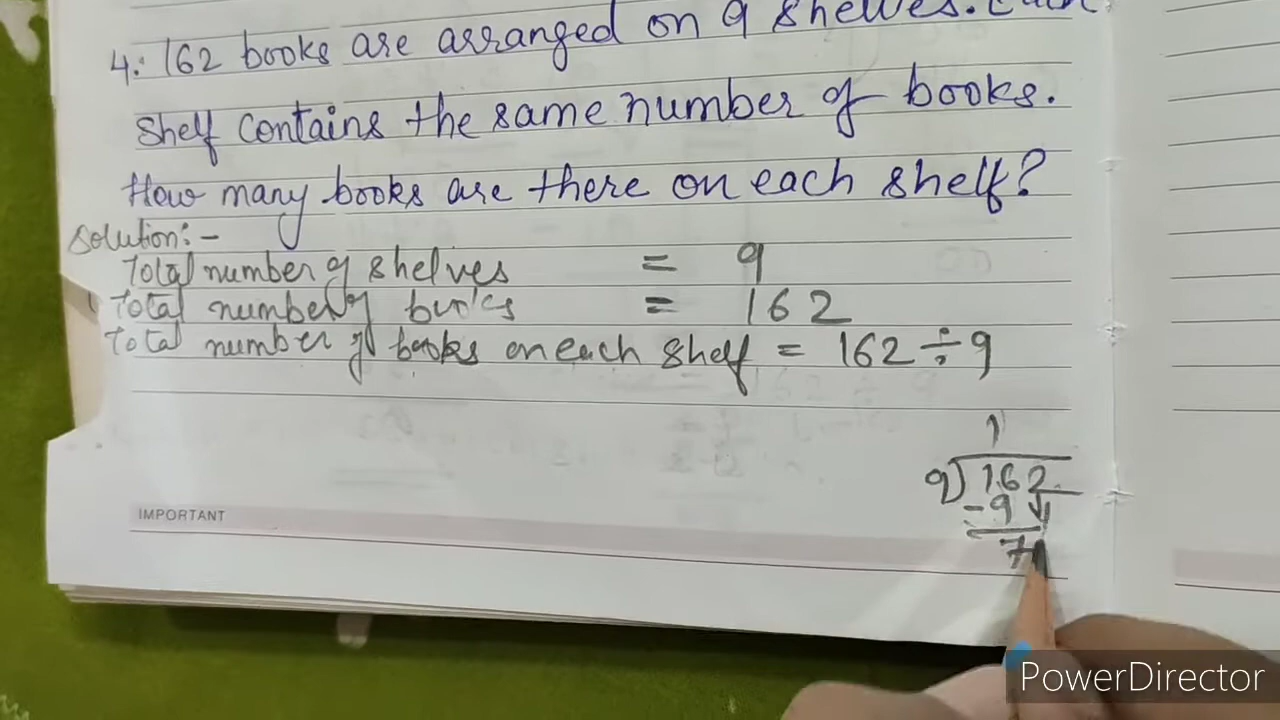 4. 162 books are arranged on 9 shelves. Each
shelf contains the same number of books.
How many books are there on each shelf?
Solution:-
Total number of shelves = 9
Total number of books = 162
Total number of books on each shelf = 162 ÷ 9
1
9) 162
- 9 ↓
7
IMPORTANT
PowerDirector